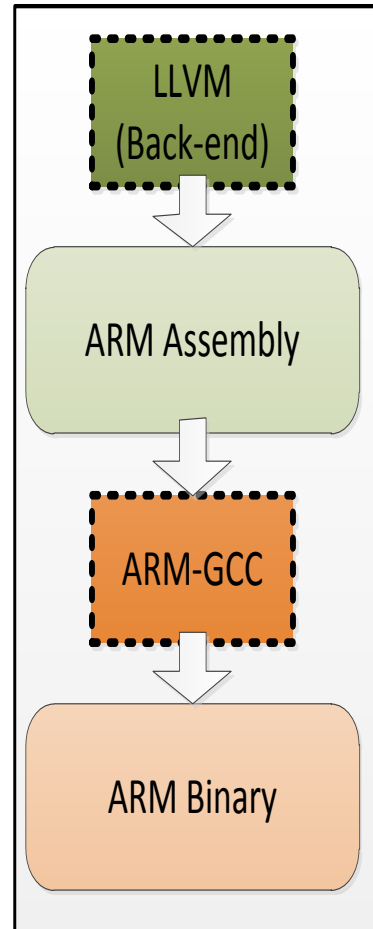 LLVM
(Back-end)
ARM Assembly
ARM-GCC
ARM Binary